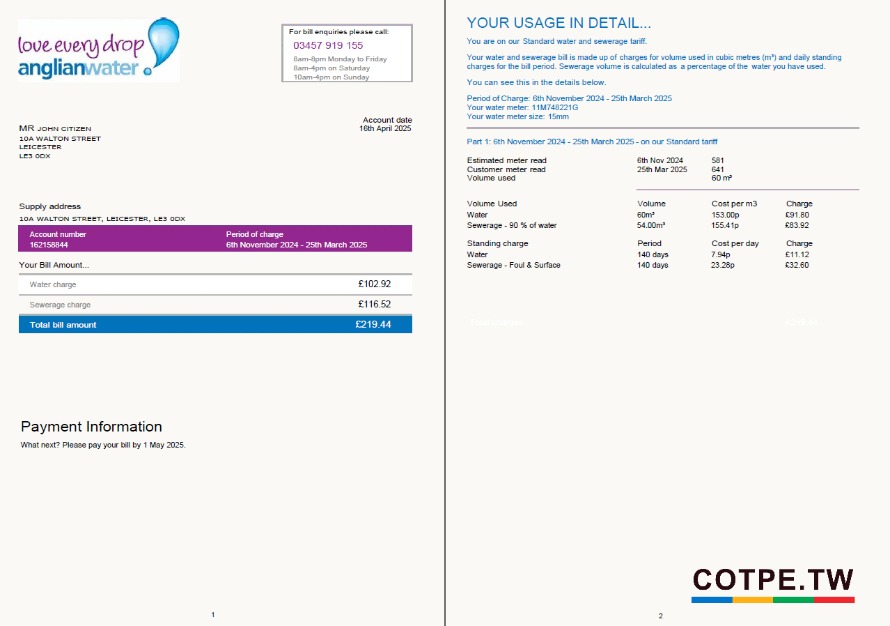 love every drop
anglianwater.
For bill enquiries please call:
03457 919 155
8am-8pm Monday to Friday
8am-4pm on Saturday
10am-4pm on Sunday
Account date
16th April 2025
MR JOHN CITIZEN
10A WALTON STREET
LEICESTER
LE3 0DX
Supply address
10A WALTON STREET, LEICESTER, LE3 0DX
Account number Period of charge
162158844 6th November 2024 - 25th March 2025
Your Bill Amount...
Water charge £102.92
Sewerage charge £116.52
Total bill amount £219.44
Payment Information
What next? Please pay your bill by 1 May 2025.
1
YOUR USAGE IN DETAIL...
You are on our Standard water and sewerage tariff.
Your water and sewerage bill is made up of charges for volume used in cubic metres (m³) and daily standing
charges for the bill period. Sewerage volume is calculated as a percentage of the water you have used.
You can see this in the details below.
Period of Charge: 6th November 2024 - 25th March 2025
Your water meter: 11M748221G
Your water meter size: 15mm
Part 1: 6th November 2024 - 25th March 2025 - on our Standard tariff
Estimated meter read 6th Nov 2024 581
Customer meter read 25th Mar 2025 641
Volume used 60 m³
Volume Used Volume Cost per m3 Charge
Water 60m³ 153.00p £91.80
Sewerage - 90 % of water 54.00m³ 155.41p £83.92
Standing charge Period Cost per day Charge
Water 140 days 7.94p £11.12
Sewerage - Foul & Surface 140 days 23.28p £32.60
COTPE.TW
2